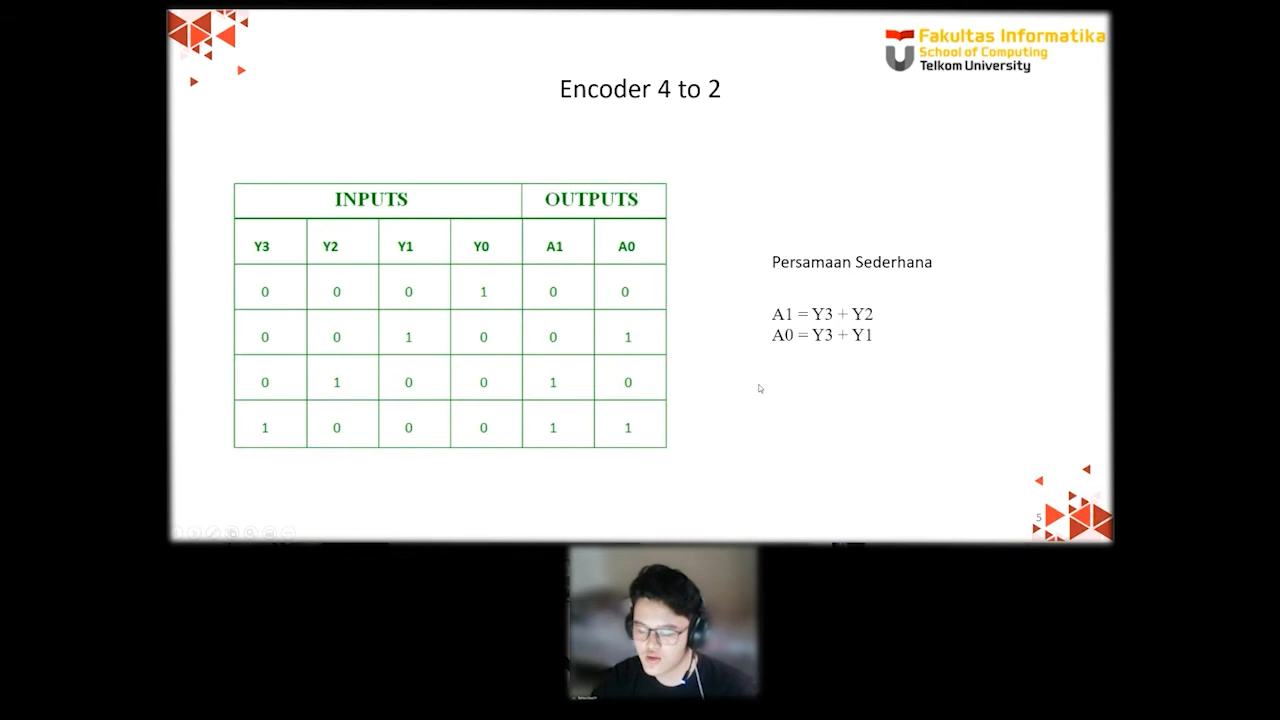 Fakultas Informatika
School of Computing
Telkom University
Encoder 4 to 2
INPUTS OUTPUTS
Y3 Y2 Y1 Y0 A1 A0
0 0 0 1 0 0
0 0 1 0 0 1
0 1 0 0 1 0
1 0 0 0 1 1
Persamaan Sederhana
A1 = Y3 + Y2
A0 = Y3 + Y1
5